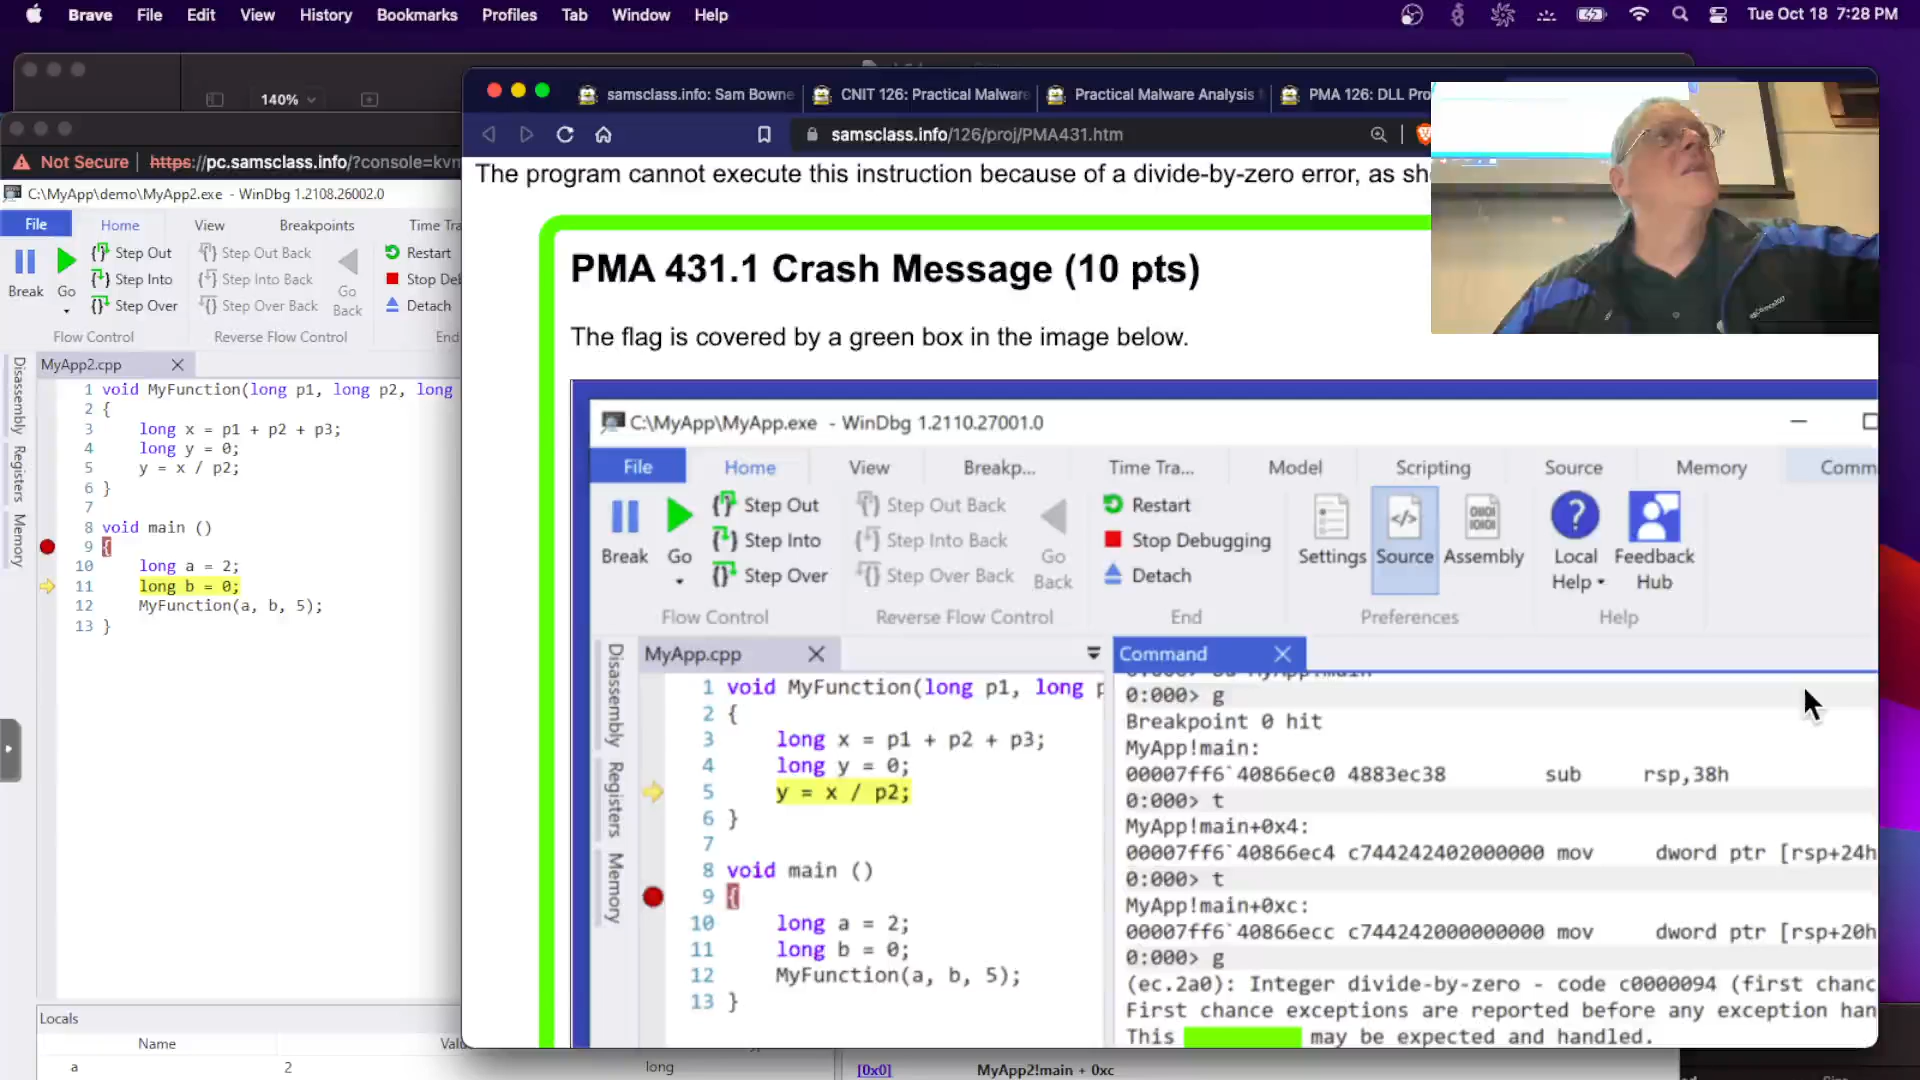 Brave File Edit View History Bookmarks Profiles Tab Window Help Tue Oct 18 7:28 PM
140%
samsclass.info: Sam Bowne CNIT 126: Practical Malware Practical Malware Analysis PMA 126: DLL Pro
samsclass.info/126/proj/PMA431.htm
Not Secure https://pc.samsclass.info/?console=kvm
C:\MyApp\demo\MyApp2.exe - WinDbg 1.2108.26002.0
File Home View Breakpoints Time Tra
Step Out Step Out Back Restart
Step Into Step Into Back Stop De
Step Over Step Over Back Detach
Break Go Go Back
Flow Control Reverse Flow Control End
MyApp2.cpp
Disassembly Registers Memory
1 void MyFunction(long p1, long p2, long
2 {
3 long x = p1 + p2 + p3;
4 long y = 0;
5 y = x / p2;
6 }
7
8 void main ()
9 {
10 long a = 2;
11 long b = 0;
12 MyFunction(a, b, 5);
13 }
Locals
Name Valu
a 2 long
[0x0] MyApp2!main + 0xc
The program cannot execute this instruction because of a divide-by-zero error, as sh
PMA 431.1 Crash Message (10 pts)
The flag is covered by a green box in the image below.
C:\MyApp\MyApp.exe - WinDbg 1.2110.27001.0
File Home View Breakp... Time Tra... Model Scripting Source Memory Comm
Step Out Step Out Back Restart
Step Into Step Into Back Stop Debugging
Step Over Step Over Back Detach
Break Go Go Back Settings Source Assembly Local Help Feedback Hub
Flow Control Reverse Flow Control End Preferences Help
MyApp.cpp
Disassembly Registers Memory
1 void MyFunction(long p1, long p
2 {
3 long x = p1 + p2 + p3;
4 long y = 0;
5 y = x / p2;
6 }
7
8 void main ()
9 {
10 long a = 2;
11 long b = 0;
12 MyFunction(a, b, 5);
13 }
Command
0:000> g
Breakpoint 0 hit
MyApp!main:
00007ff6`40866ec0 4883ec38 sub rsp,38h
0:000> t
MyApp!main+0x4:
00007ff6`40866ec4 c744242402000000 mov dword ptr [rsp+24h
0:000> t
MyApp!main+0xc:
00007ff6`40866ecc c744242000000000 mov dword ptr [rsp+20h
0:000> g
(ec.2a0): Integer divide-by-zero - code c0000094 (first chanc
First chance exceptions are reported before any exception han
This may be expected and handled.